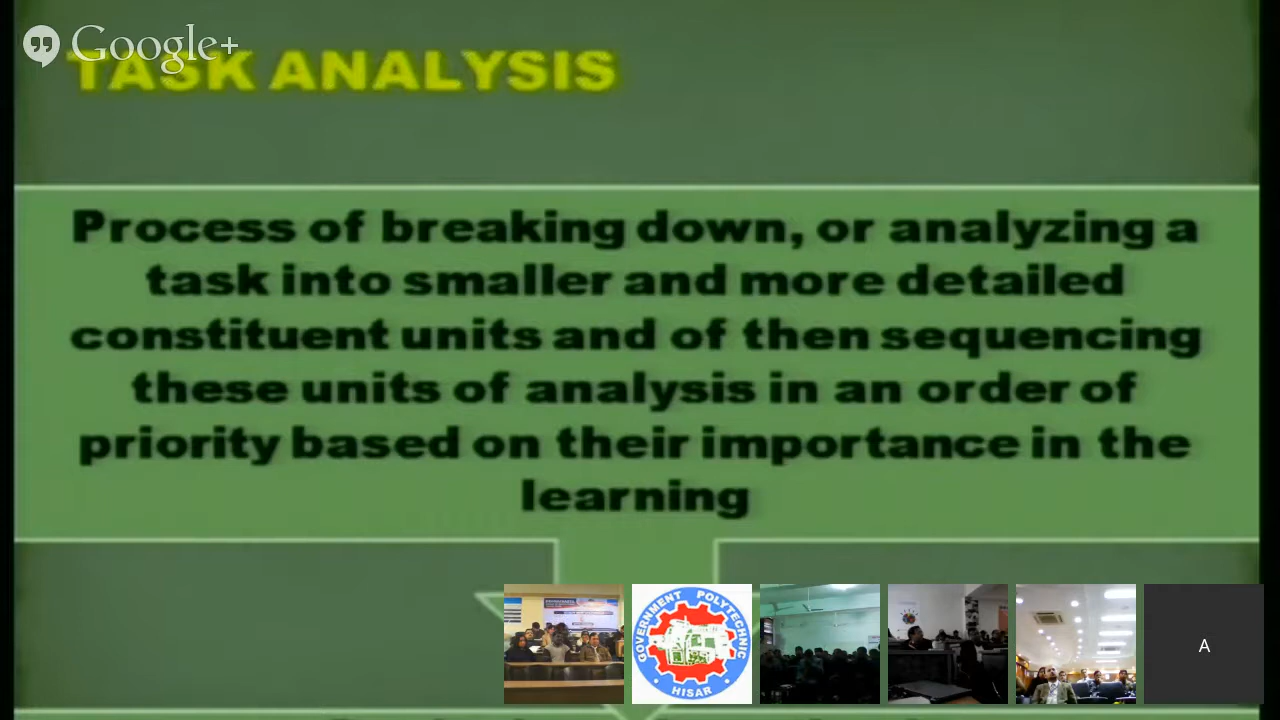 Google+
TASK ANALYSIS
Process of breaking down, or analyzing a
task into smaller and more detailed
constituent units and of then sequencing
these units of analysis in an order of
priority based on their importance in the
learning
GOVERNMENT POLYTECHNIC
HISAR
A